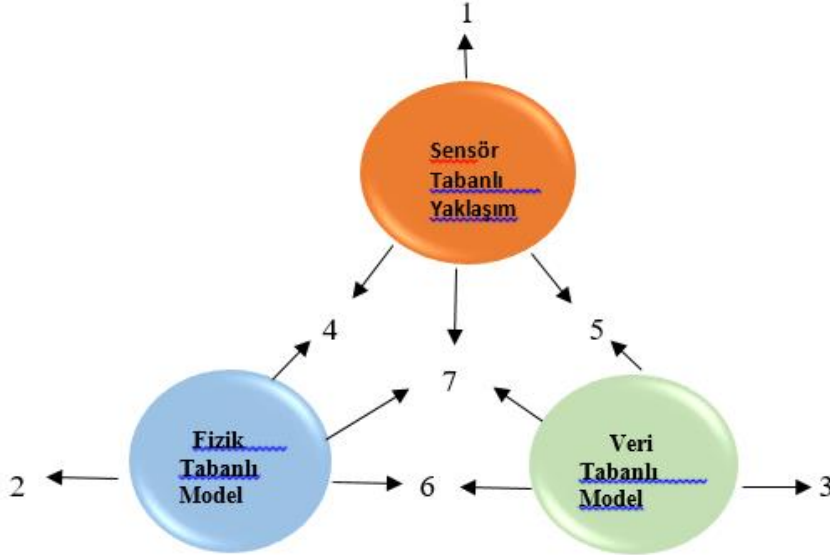 1
Sensör
Tabanlı
Yaklaşım
4
5
7
Fizik
Tabanlı
Model
Veri
Tabanlı
Model
2
6
3